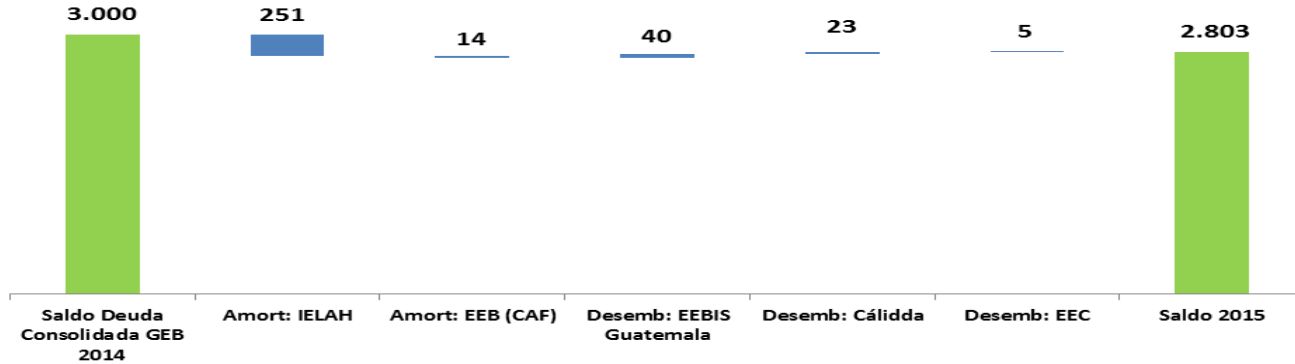 3.000
251
14
40
23
5
2.803
Saldo Deuda
Consolidada GEB
2014
Amort: IELAH
Amort: EEB (CAF)
Desemb: EEBIS
Guatemala
Desemb: Cálidda
Desemb: EEC
Saldo 2015